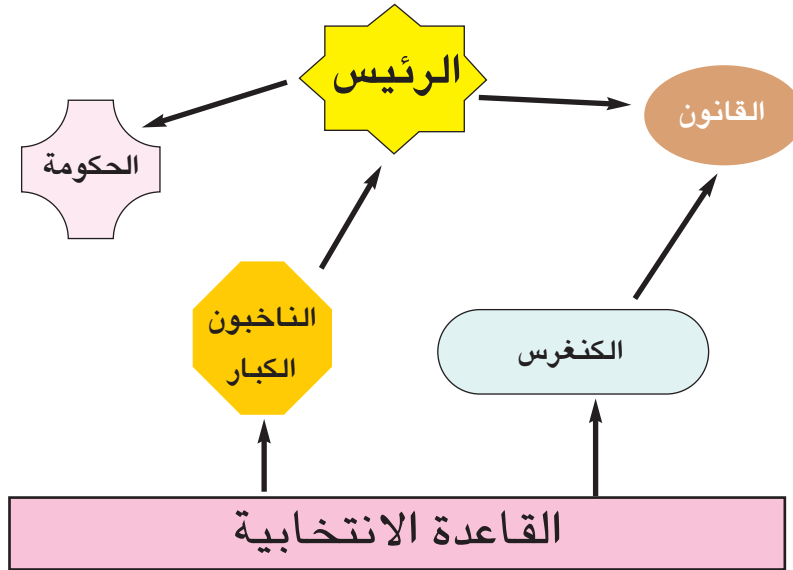 الرئيس
القانون
الحكومة
الناخبون
الكبار
الكنغرس
القاعدة الانتخابية